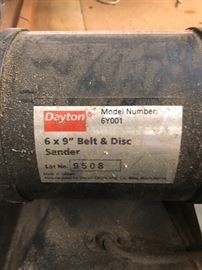 Dayton
Model Number:
6Y001
6 x 9" Belt & Disc
Sander
Lot No. 9508